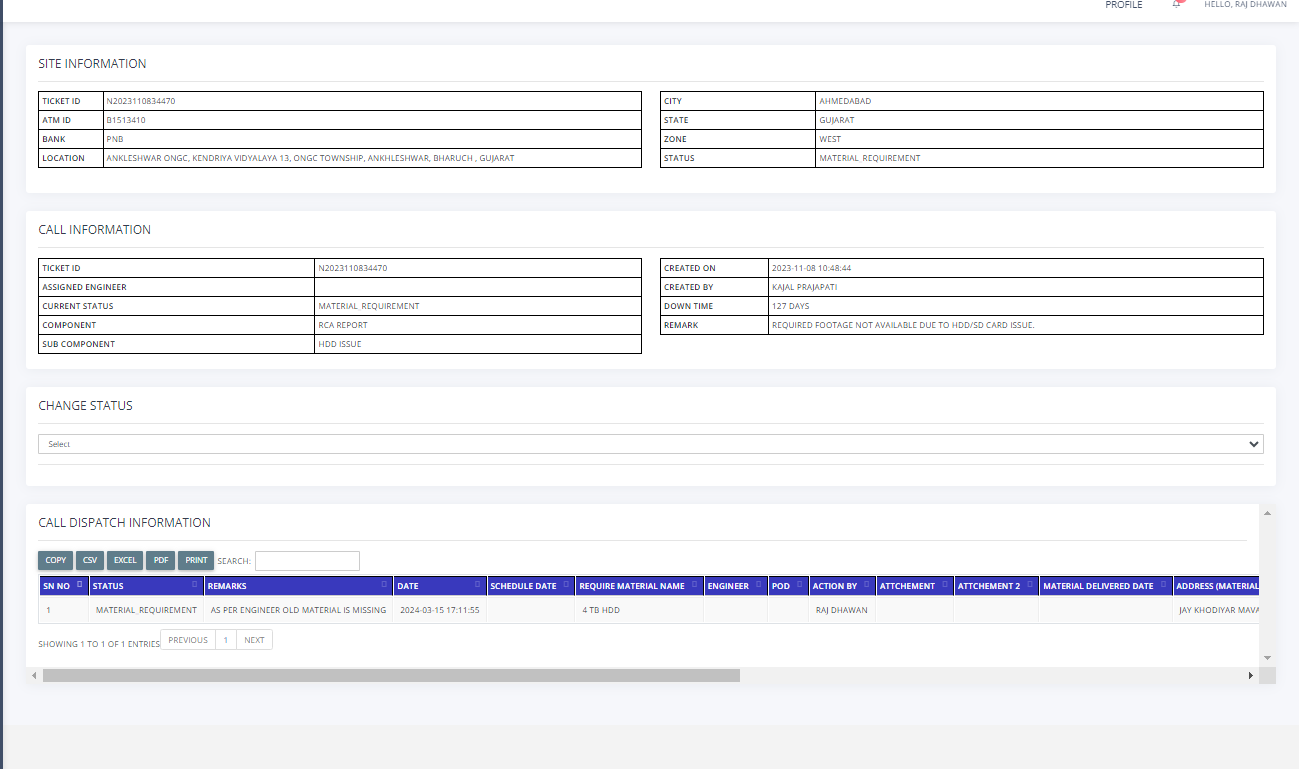 PROFILE HELLO, RAJ DHAWAN
SITE INFORMATION
TICKET ID N2023110834470 CITY AHMEDABAD
ATM ID B1513410 STATE GUJARAT
BANK PNB ZONE WEST
LOCATION ANKLESHWAR ONGC, KENDRIYA VIDYALAYA 13, ONGC TOWNSHIP, ANKHLESHWAR, BHARUCH , GUJARAT STATUS MATERIAL_REQUIREMENT
CALL INFORMATION
TICKET ID N2023110834470 CREATED ON 2023-11-08 10:48:44
ASSIGNED ENGINEER CREATED BY KAJAL PRAJAPATI
CURRENT STATUS MATERIAL_REQUIREMENT DOWN TIME 127 DAYS
COMPONENT RCA REPORT REMARK REQUIRED FOOTAGE NOT AVAILABLE DUE TO HDD/SD CARD ISSUE.
SUB COMPONENT HDD ISSUE
CHANGE STATUS
Select
CALL DISPATCH INFORMATION
COPY CSV EXCEL PDF PRINT SEARCH:
SN NO STATUS REMARKS DATE SCHEDULE DATE REQUIRE MATERIAL NAME ENGINEER POD ACTION BY ATTCHEMENT ATTCHEMENT 2 MATERIAL DELIVERED DATE ADDRESS (MATERIAL
1 MATERIAL_REQUIREMENT AS PER ENGINEER OLD MATERIAL IS MISSING 2024-03-15 17:11:55 4 TB HDD RAJ DHAWAN JAY KHODIYAR MAVA
SHOWING 1 TO 1 OF 1 ENTRIES PREVIOUS 1 NEXT